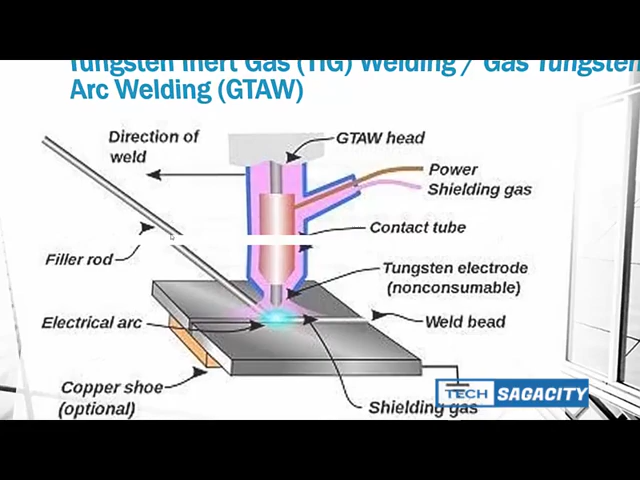 Tungsten Inert Gas (TIG) Welding / Gas Tungsten
Arc Welding (GTAW)
Direction of
weld
GTAW head
Power
Shielding gas
Contact tube
Filler rod
Tungsten electrode
(nonconsumable)
Electrical arc
Weld bead
Copper shoe
(optional)
Shielding gas
TECH SAGACITY